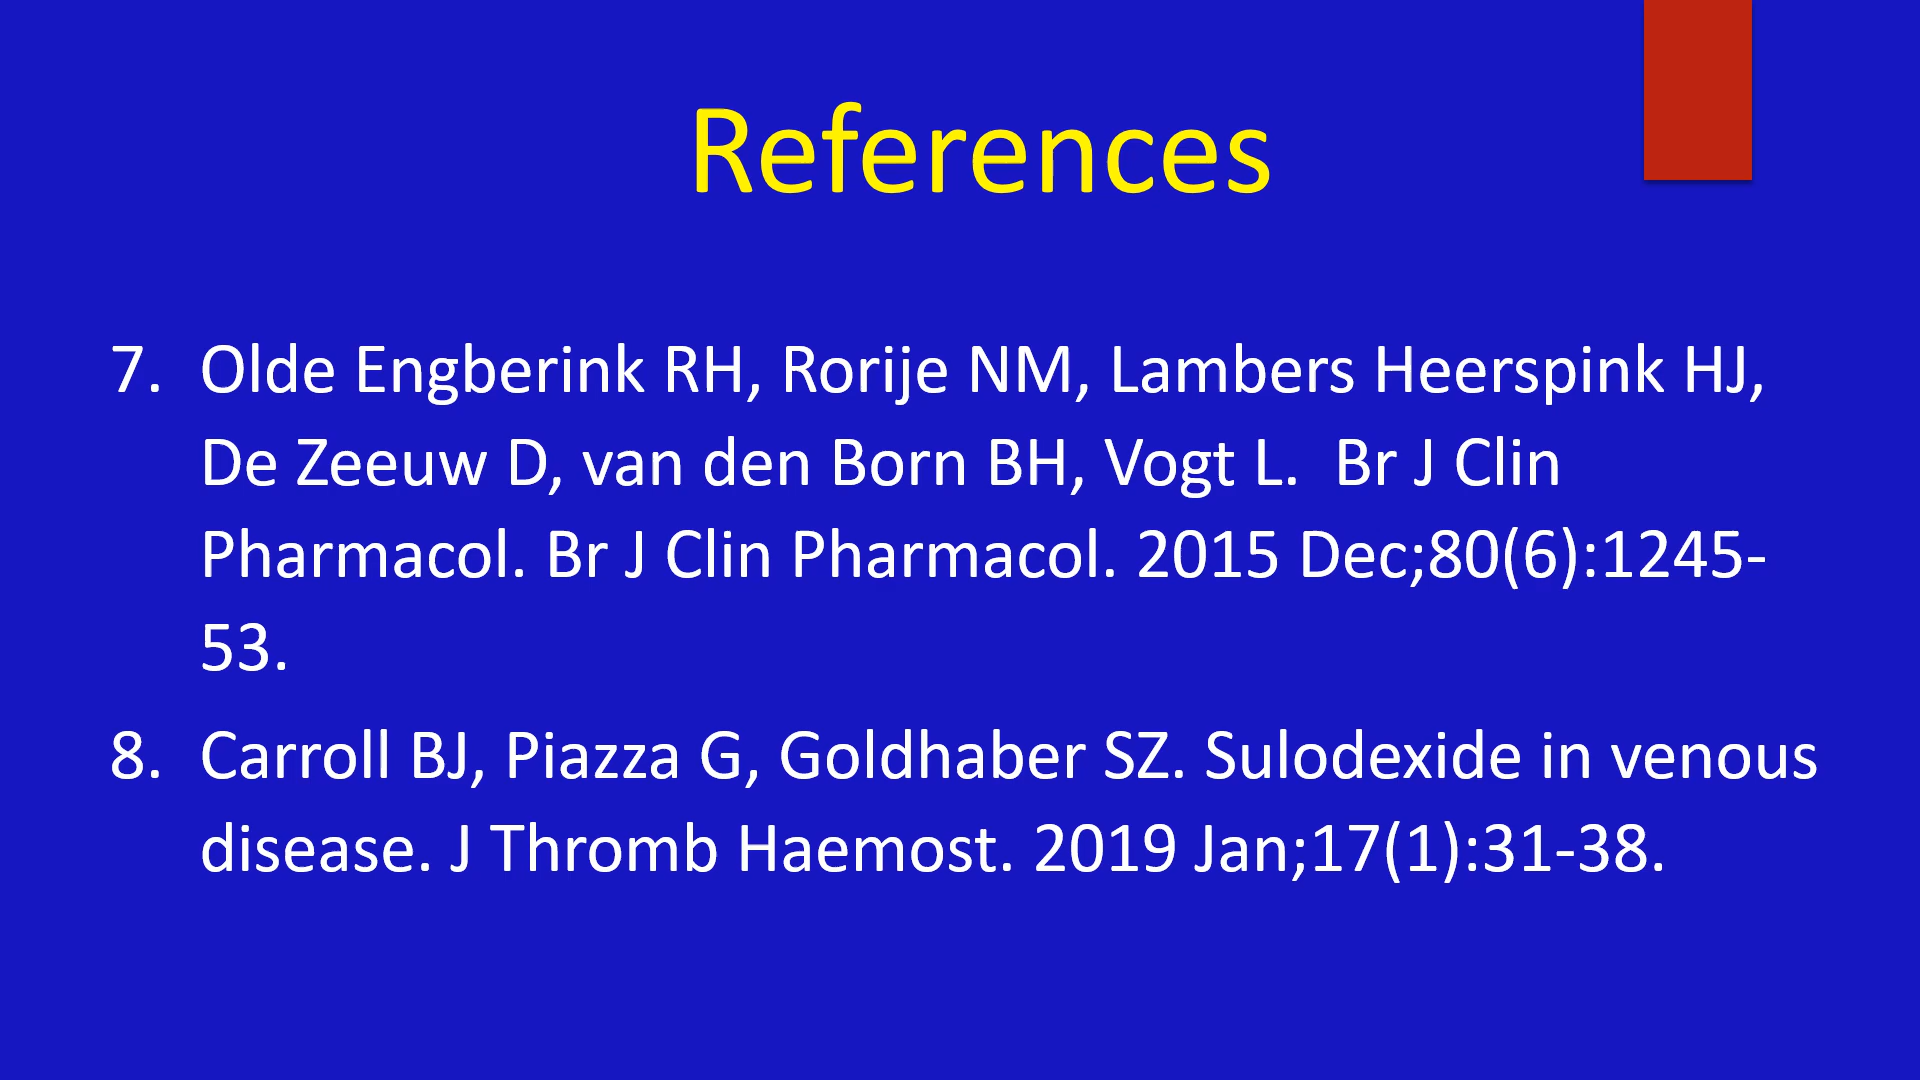 References
7. Olde Engberink RH, Rorije NM, Lambers Heerspink HJ,
De Zeeuw D, van den Born BH, Vogt L.  Br J Clin
Pharmacol. Br J Clin Pharmacol. 2015 Dec;80(6):1245-
53.
8. Carroll BJ, Piazza G, Goldhaber SZ. Sulodexide in venous
disease. J Thromb Haemost. 2019 Jan;17(1):31-38.